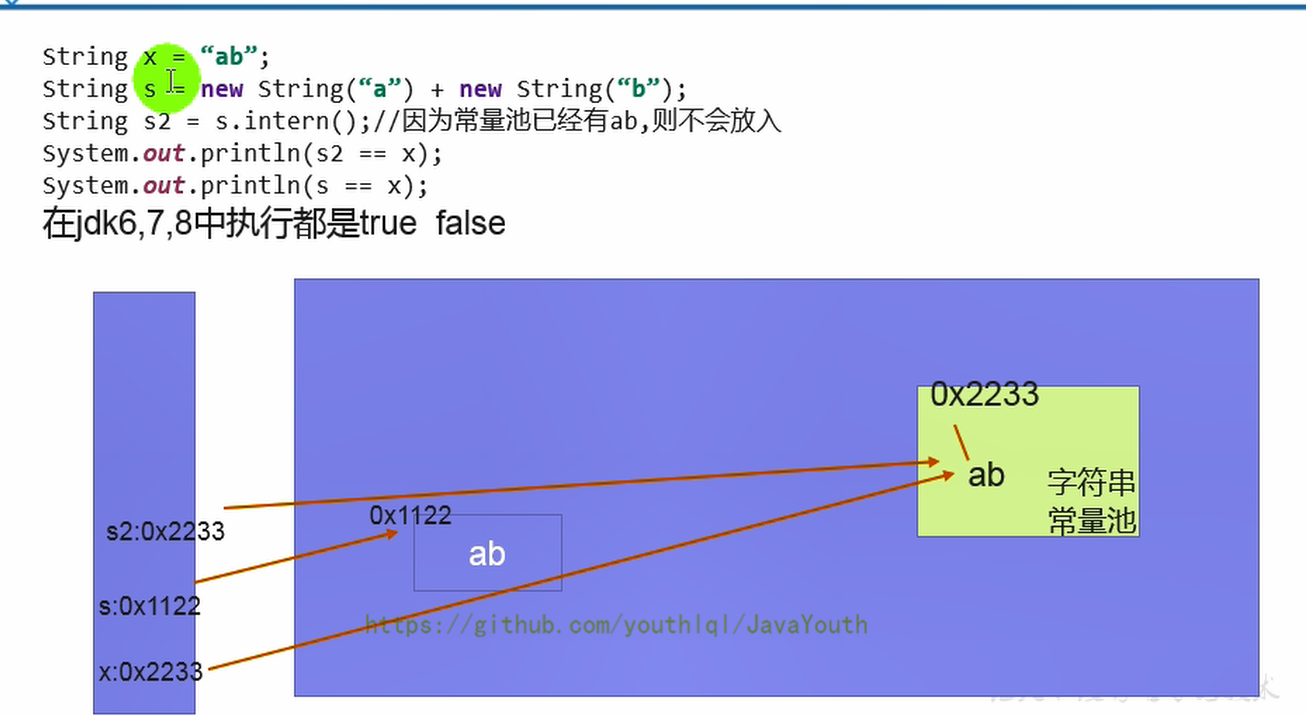 String x = “ab”;
String s = new String(“a”) + new String(“b”);
String s2 = s.intern();//因为常量池已经有ab,则不会放入
System.out.println(s2 == x);
System.out.println(s == x);
在jdk6,7,8中执行都是true false
0x2233
ab
字符串
常量池
s2:0x2233
0x1122
ab
s:0x1122
https://github.com/youthlql/JavaYouth
x:0x2233